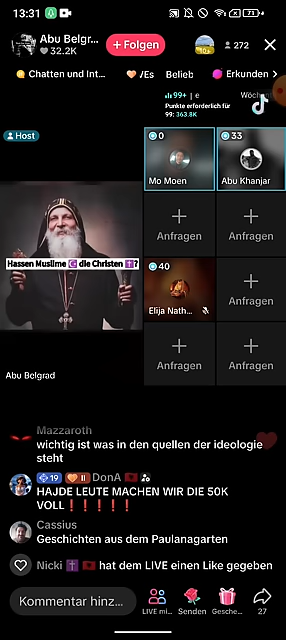 13:31
71
Abu Belgr...
32.2K
+ Folgen
10+
272
Chatten und Int...
/Es
Belieb
Erkunden >
99+
Punkte erforderlich für
99: 363.8K
Host
0
Mo Moen
33
Abu Khanjar
Hassen Muslime die Christen ?
Anfragen
Anfragen
40
Elija Nath...
Anfragen
Anfragen
Anfragen
Abu Belgrad
Mazzaroth
wichtig ist was in den quellen der ideologie
steht
19 II DonA
HAJDE LEUTE MACHEN WIR DIE 50K
VOLL❗❗❗❗❗
Cassius
Geschichten aus dem Paulanagarten
Nicki hat dem LIVE einen Like gegeben
Kommentar hinz...
LIVE mi...
Senden
Gesche...
27